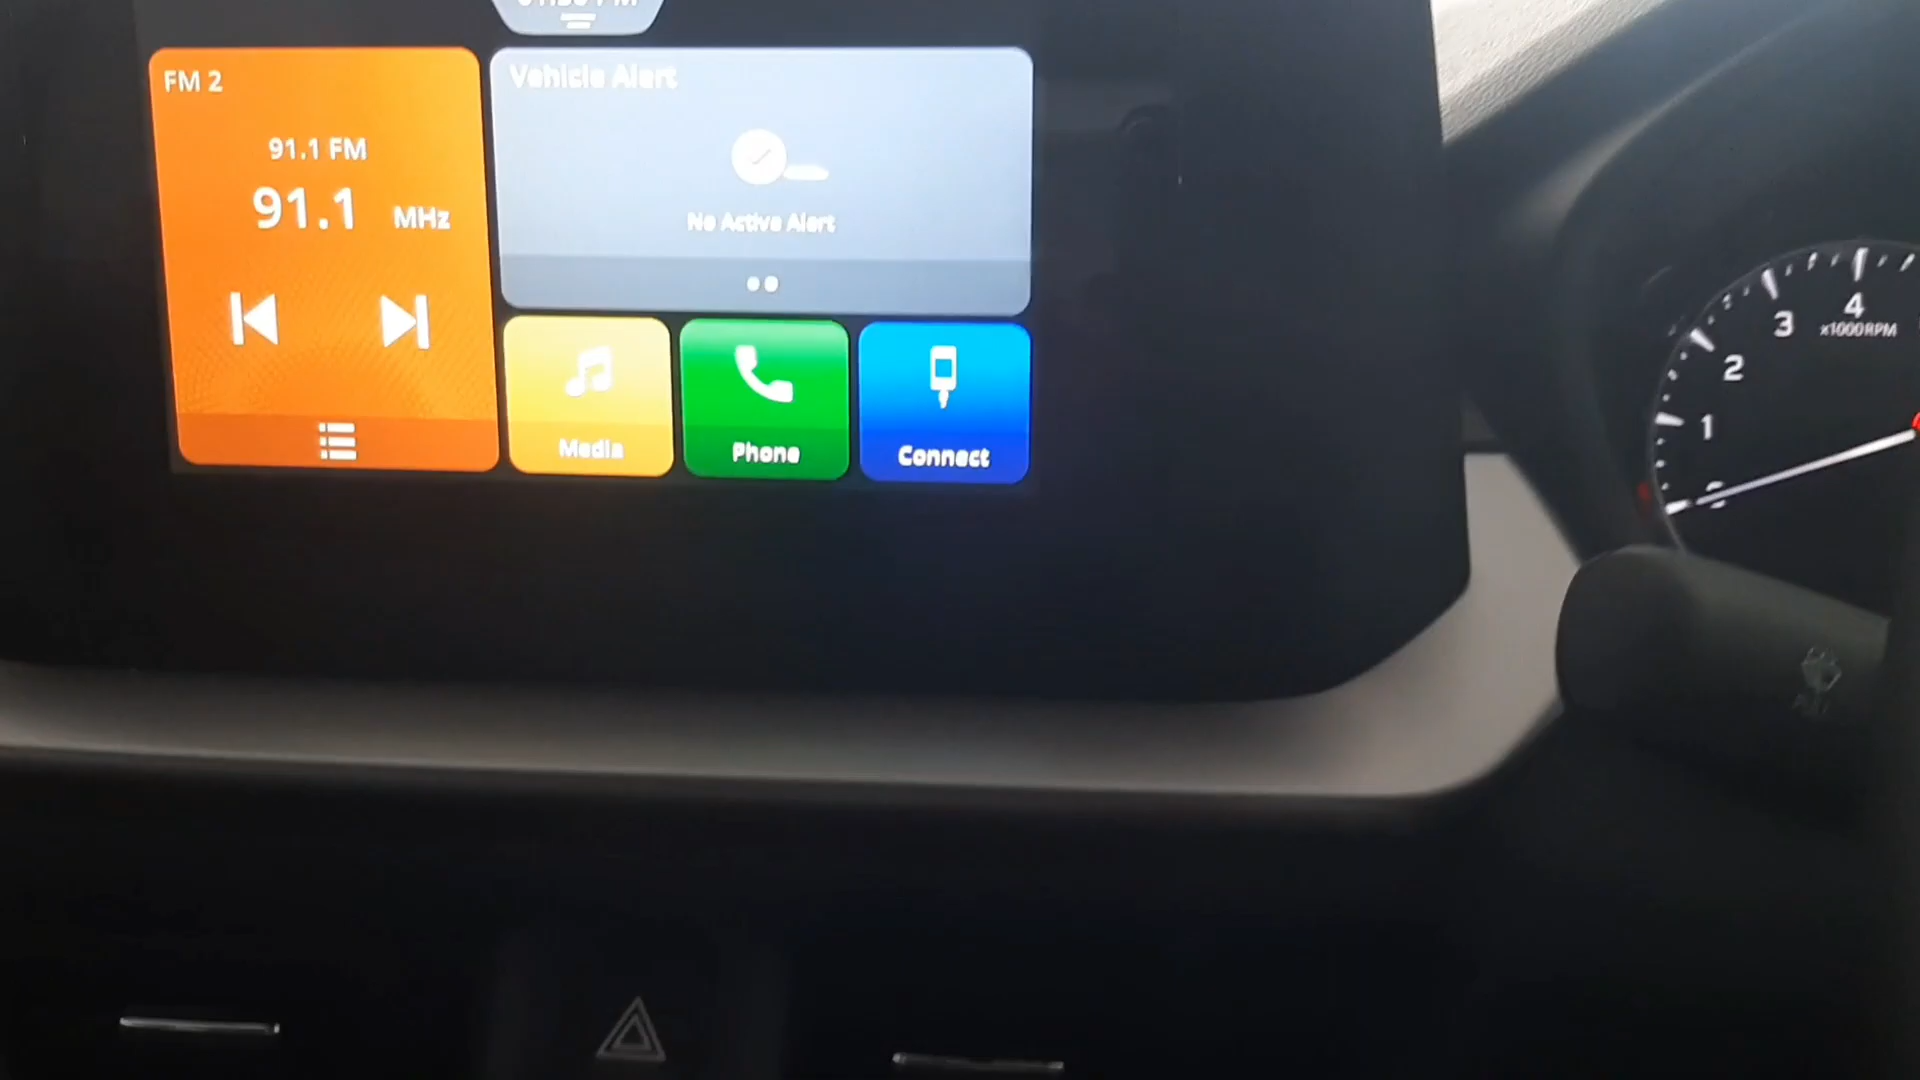 FM 2
91.1 FM
91.1 MHz
Vehicle Alert
No Active Alert
Media
Phone
Connect
4
3
x1000RPM
2
1